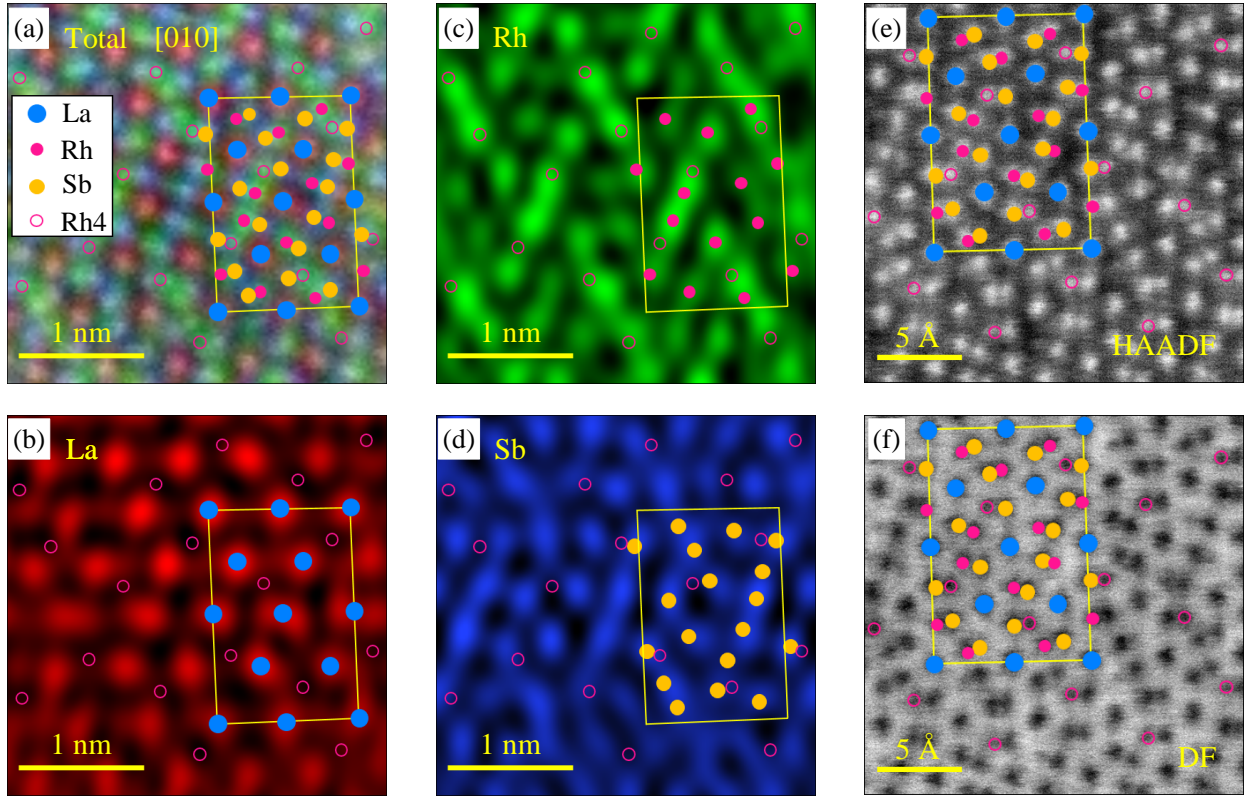 (a) Total [010]
La
Rh
Sb
Rh4
1 nm
(c) Rh
1 nm
(e)
5 Å
HAADF
(b) La
1 nm
(d) Sb
1 nm
(f)
5 Å
DF